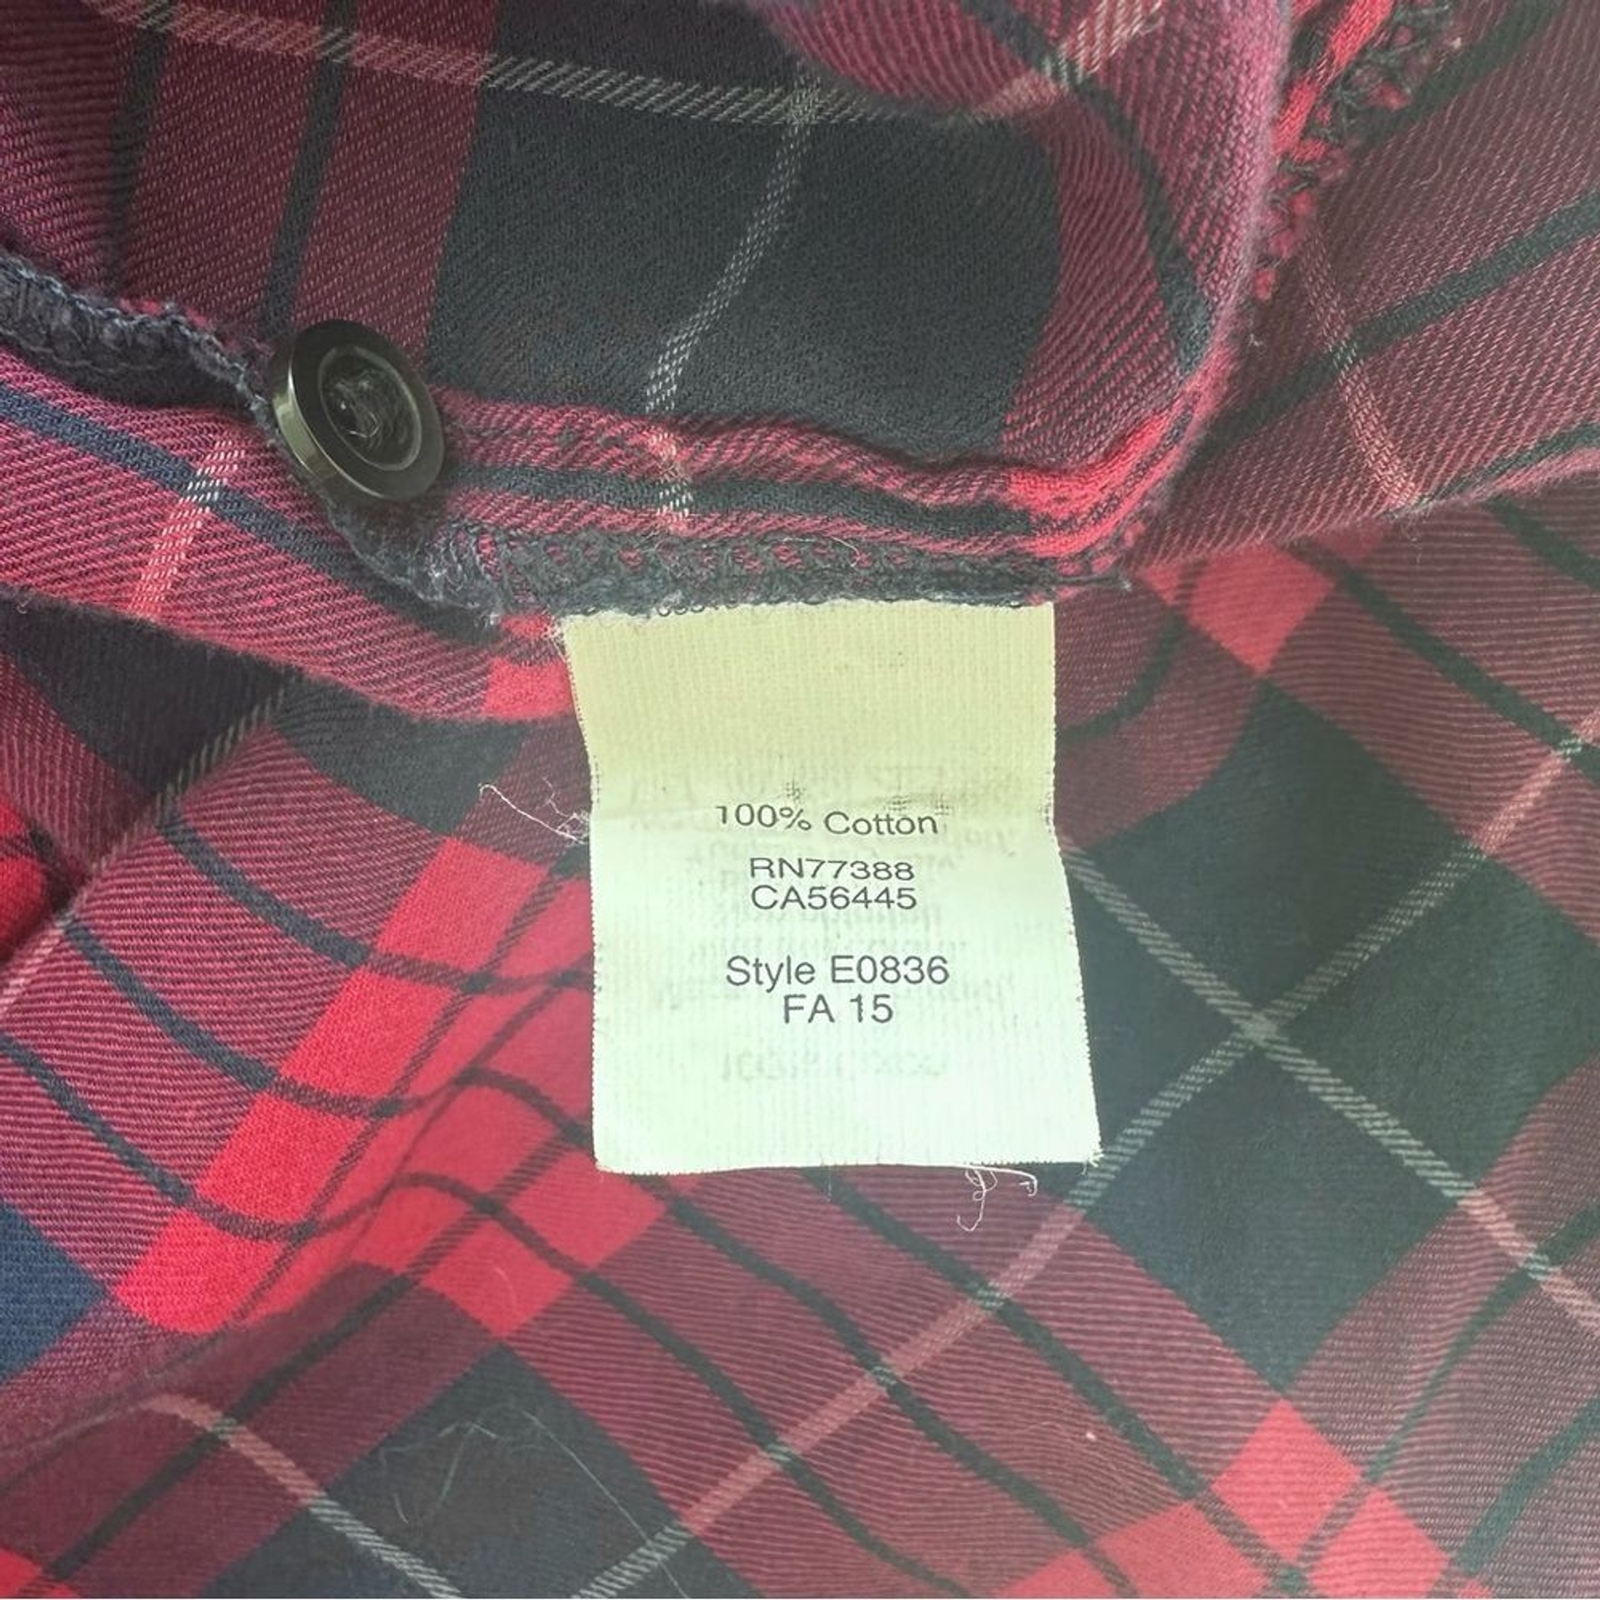 100% Cotton
RN77388
CA56445
Style E0836
FA 15